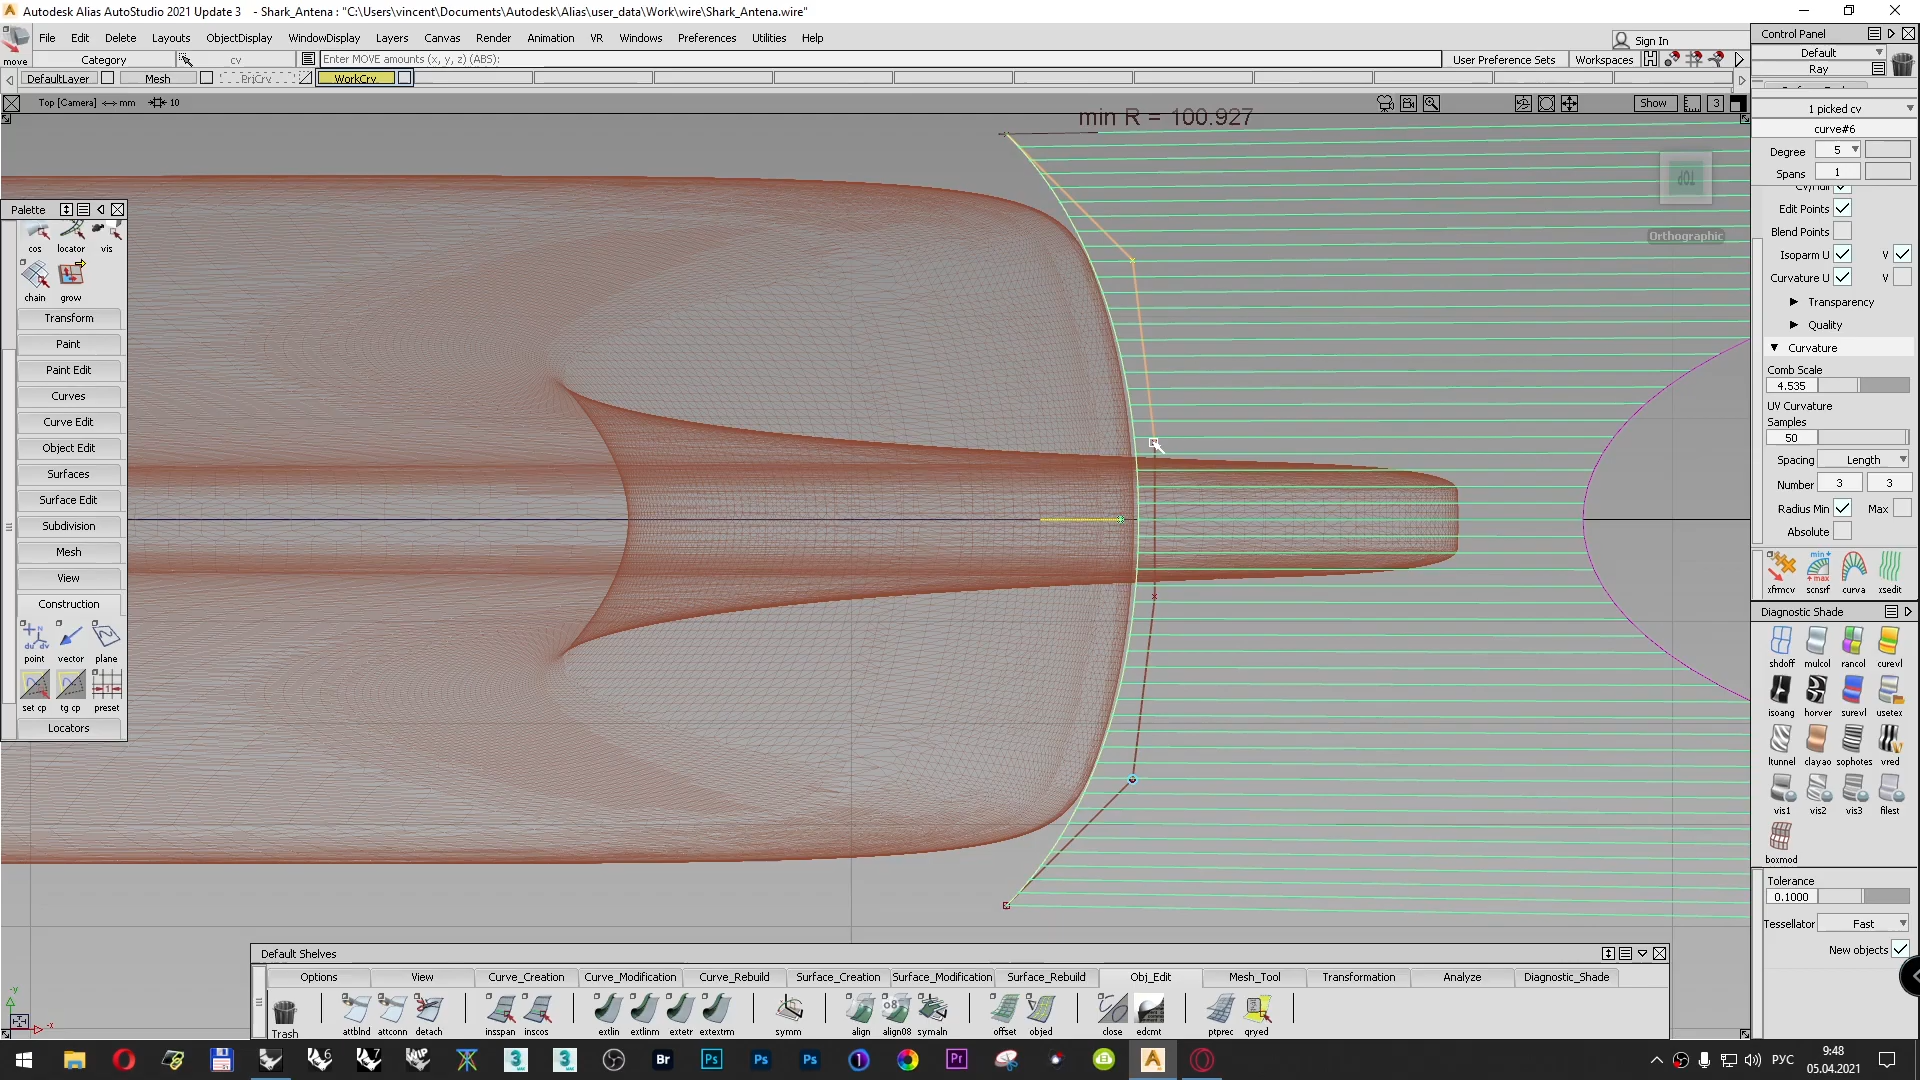 Autodesk Alias AutoStudio 2021 Update 3 - Shark_Antena : "C:\Users\vincent\Documents\Autodesk\Alias\user_data\Work\wire\Shark_Antena.wire"
File Edit Delete Layouts ObjectDisplay WindowDisplay Layers Canvas Render Animation VR Windows Preferences Utilities Help
Sign In
move Category cv Enter MOVE amounts (x, y, z) (ABS): User Preference Sets Workspaces
DefaultLayer Mesh PrjCrv WorkCrv
Top [Camera] mm 10 Show 3
min R = 100.927
TOP
Orthographic
Palette
cos locator vis
chain grow
Transform
Paint
Paint Edit
Curves
Curve Edit
Object Edit
Surfaces
Surface Edit
Subdivision
Mesh
View
Construction
point vector plane
set cp tg cp preset
Locators
Control Panel
Default
Ray
1 picked cv
curve#6
Degree 5
Spans 1
CV/Hull
Edit Points
Blend Points
Isoparm U V
Curvature U V
Transparency
Quality
Curvature
Comb Scale
4.535
UV Curvature
Samples
50
Spacing Length
Number 3 3
Radius Min Max
Absolute
xfrmcv scnsrf curva xsedit
Diagnostic Shade
shdoff mulcol rancol curevl
isoang horver surevl usetex
ltunnel clayao sophotes vred
vis1 vis2 vis3 filest
boxmod
Tolerance
0.1000
Tessellator Fast
New objects
Default Shelves
Options View Curve_Creation Curve_Modification Curve_Rebuild Surface_Creation Surface_Modification Surface_Rebuild Obj_Edit Mesh_Tool Transformation Analyze Diagnostic_Shade
Trash attblnd attconn detach insspan inscos extlin extlinm extetr extextrm symm align align08 symaln offset objed close edcmt ptprec qryed
-y
-x
Br Ps Ps Ps Pr
РУС
9:48
05.04.2021